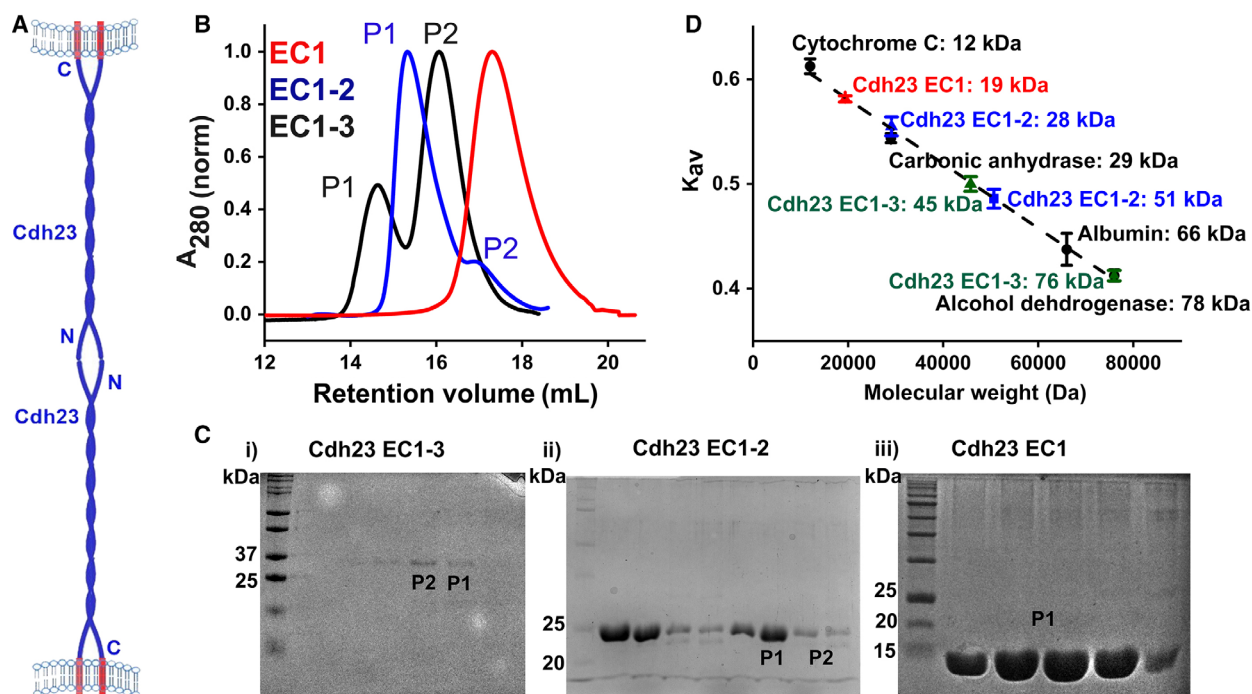 A
C
Cdh23
N
N
Cdh23
C
B
P1
P2
EC1
EC1-2
EC1-3
P1
P2
A280 (norm)
1.0
0.8
0.6
0.4
0.2
0.0
12
14
16
18
20
Retention volume (mL)
D
Cytochrome C: 12 kDa
Cdh23 EC1: 19 kDa
Cdh23 EC1-2: 28 kDa
Carbonic anhydrase: 29 kDa
Cdh23 EC1-3: 45 kDa
Cdh23 EC1-2: 51 kDa
Albumin: 66 kDa
Cdh23 EC1-3: 76 kDa
Alcohol dehdrogenase: 78 kDa
Kav
0.6
0.5
0.4
0
20000
40000
60000
80000
Molecular weight (Da)
C
i)
Cdh23 EC1-3
kDa
37
25
P2
P1
ii)
Cdh23 EC1-2
kDa
25
20
P1
P2
iii)
Cdh23 EC1
kDa
25
20
15
P1